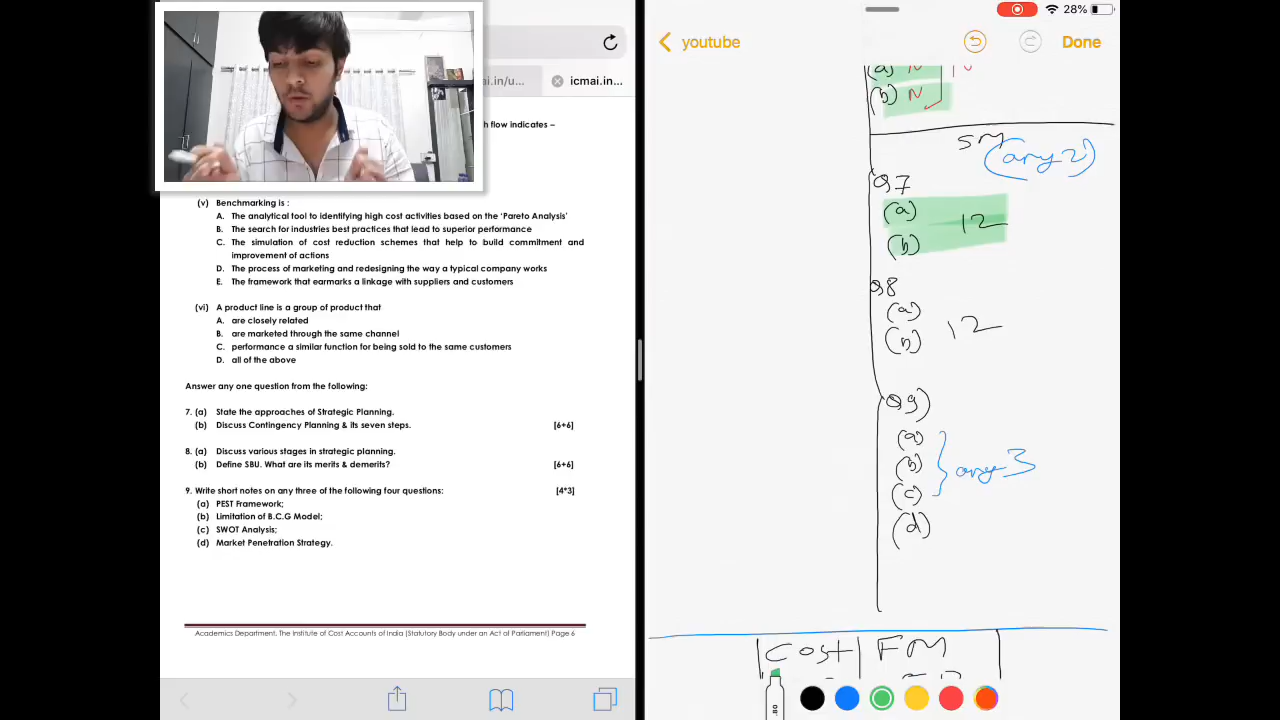 28%
youtube
Done
ai.in/u...
icmai.in...
h flow indicates –
(v) Benchmarking is :
A. The analytical tool to identifying high cost activities based on the 'Pareto Analysis'
B. The search for industries best practices that lead to superior performance
C. The simulation of cost reduction schemes that help to build commitment and
improvement of actions
D. The process of marketing and redesigning the way a typical company works
E. The framework that earmarks a linkage with suppliers and customers
(vi) A product line is a group of product that
A. are closely related
B. are marketed through the same channel
C. performance a similar function for being sold to the same customers
D. all of the above
Answer any one question from the following:
7. (a) State the approaches of Strategic Planning.
(b) Discuss Contingency Planning & its seven steps. [6+6]
8. (a) Discuss various stages in strategic planning.
(b) Define SBU. What are its merits & demerits? [6+6]
9. Write short notes on any three of the following four questions: [4*3]
(a) PEST Framework;
(b) Limitation of B.C.G Model;
(c) SWOT Analysis;
(d) Market Penetration Strategy.
Academics Department, The Institute of Cost Accounts of India (Statutory Body under an Act of Parliament) Page 6
(a) N N
(b) N
SM
(any 2)
Q7
(a)
12
(b)
Q8
(a)
12
(b)
Q9)
(a)
(b) any 3
(c)
(d)
Cost FM
.80